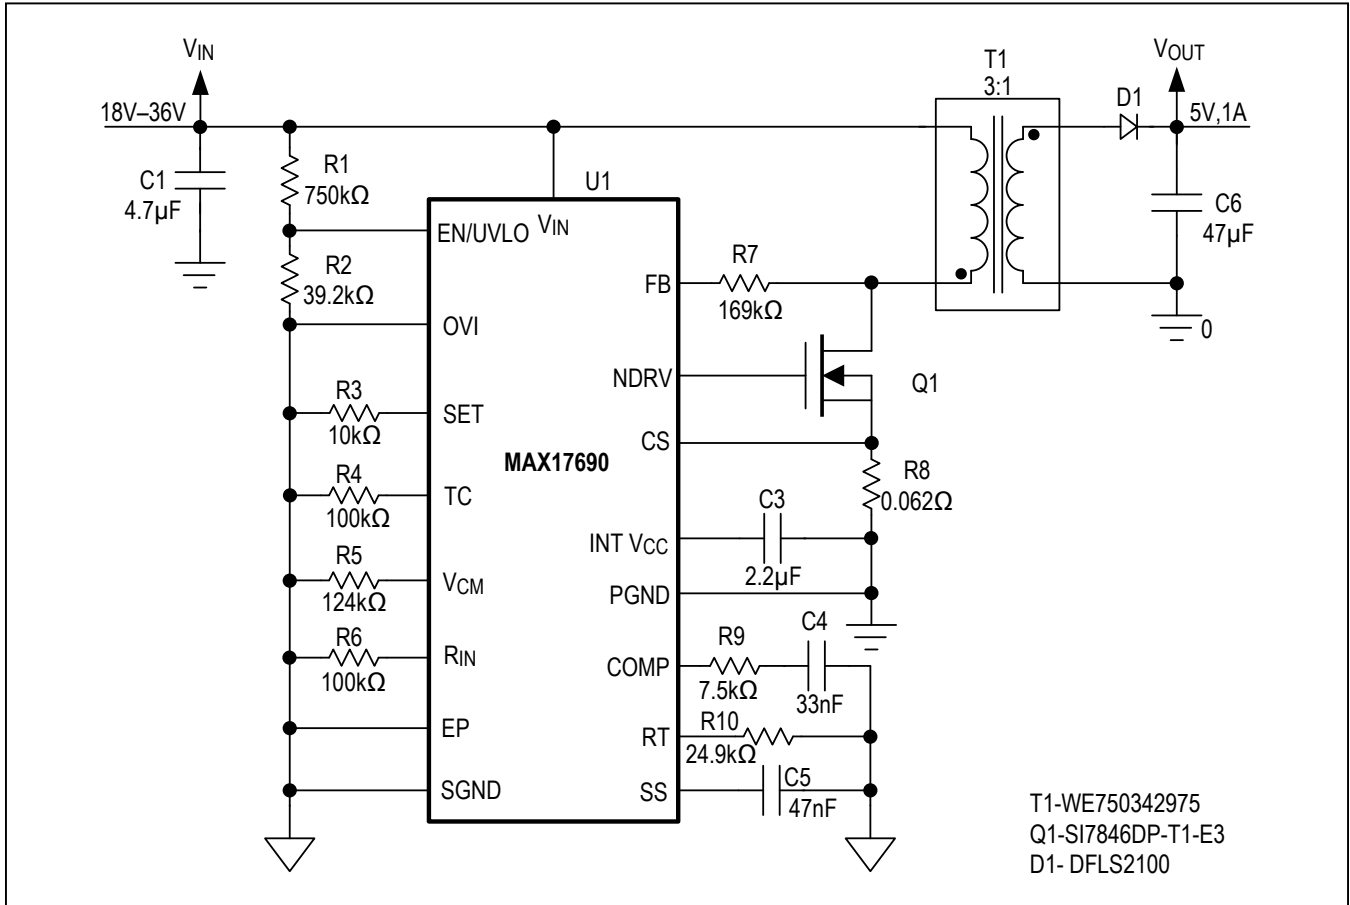 VIN
18V–36V
C1
4.7µF
R1
750kΩ
R2
39.2kΩ
R3
10kΩ
R4
100kΩ
R5
124kΩ
R6
100kΩ
U1
EN/UVLO
VIN
OVI
SET
TC
VCM
RIN
EP
SGND
MAX17690
FB
NDRV
CS
INT VCC
PGND
COMP
RT
SS
R7
169kΩ
Q1
R8
0.062Ω
C3
2.2µF
C4
33nF
R9
7.5kΩ
R10
24.9kΩ
C5
47nF
T1
3:1
D1
VOUT
5V,1A
C6
47µF
0
T1-WE750342975
Q1-SI7846DP-T1-E3
D1- DFLS2100